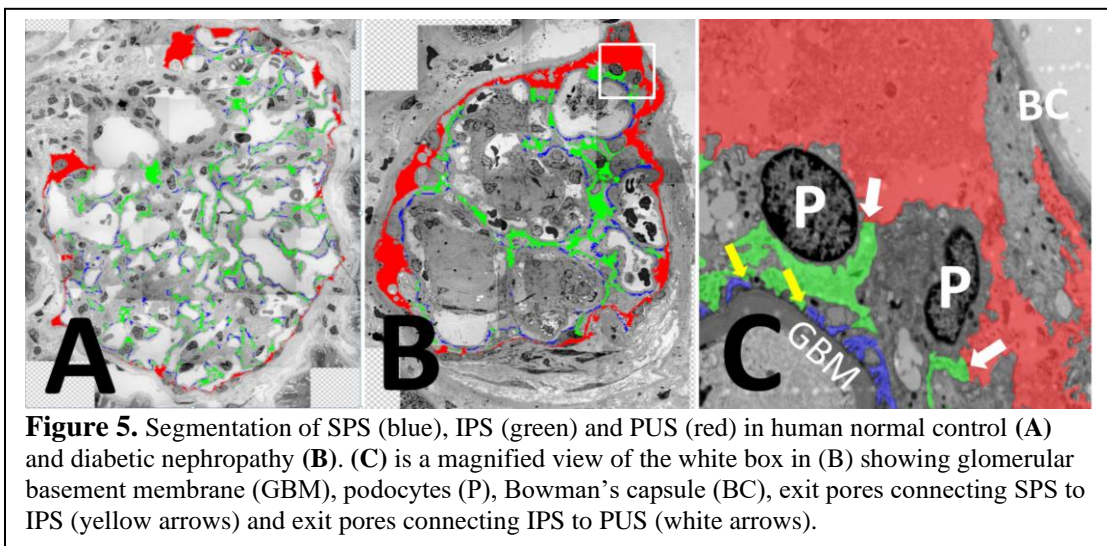 A
B
C
P
P
BC
GBM
Figure 5. Segmentation of SPS (blue), IPS (green) and PUS (red) in human normal control (A)
and diabetic nephropathy (B). (C) is a magnified view of the white box in (B) showing glomerular
basement membrane (GBM), podocytes (P), Bowman's capsule (BC), exit pores connecting SPS to
IPS (yellow arrows) and exit pores connecting IPS to PUS (white arrows).